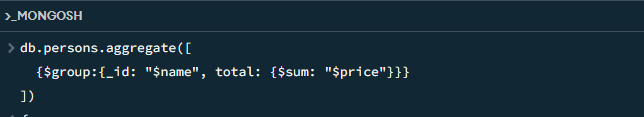 >_MONGOSH
> db.persons.aggregate([
{$group:{_id: "$name", total: {$sum: "$price"}}}
])